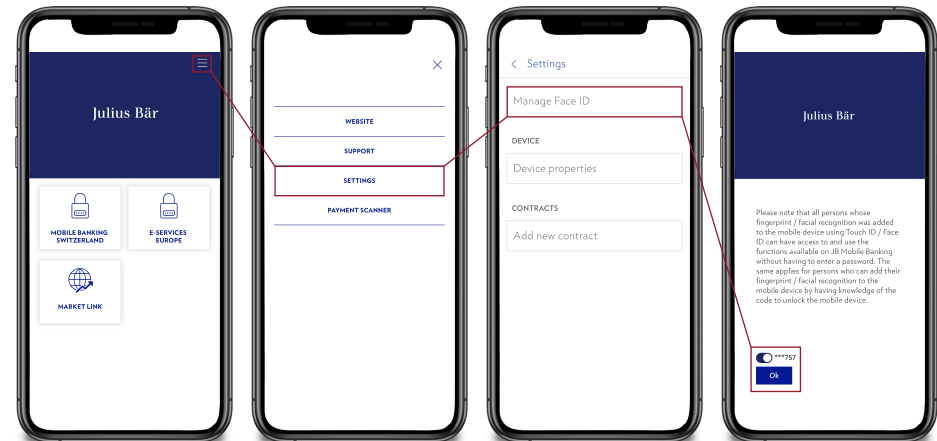 Julius Bär
MOBILE BANKING
SWITZERLAND
E-SERVICES
EUROPE
MARKET LINK
WEBSITE
SUPPORT
SETTINGS
PAYMENT SCANNER
Settings
Manage Face ID
DEVICE
Device properties
CONTRACTS
Add new contract
Julius Bär
Please note that all persons whose
fingerprint / facial recognition was added
to the mobile device using Touch ID / Face
ID can have access to and use the
functions available on JB Mobile Banking
without having to enter a password. The
same applies for persons who can add their
fingerprint / facial recognition to the
mobile device by having knowledge of the
code to unlock the mobile device.
***757
Ok